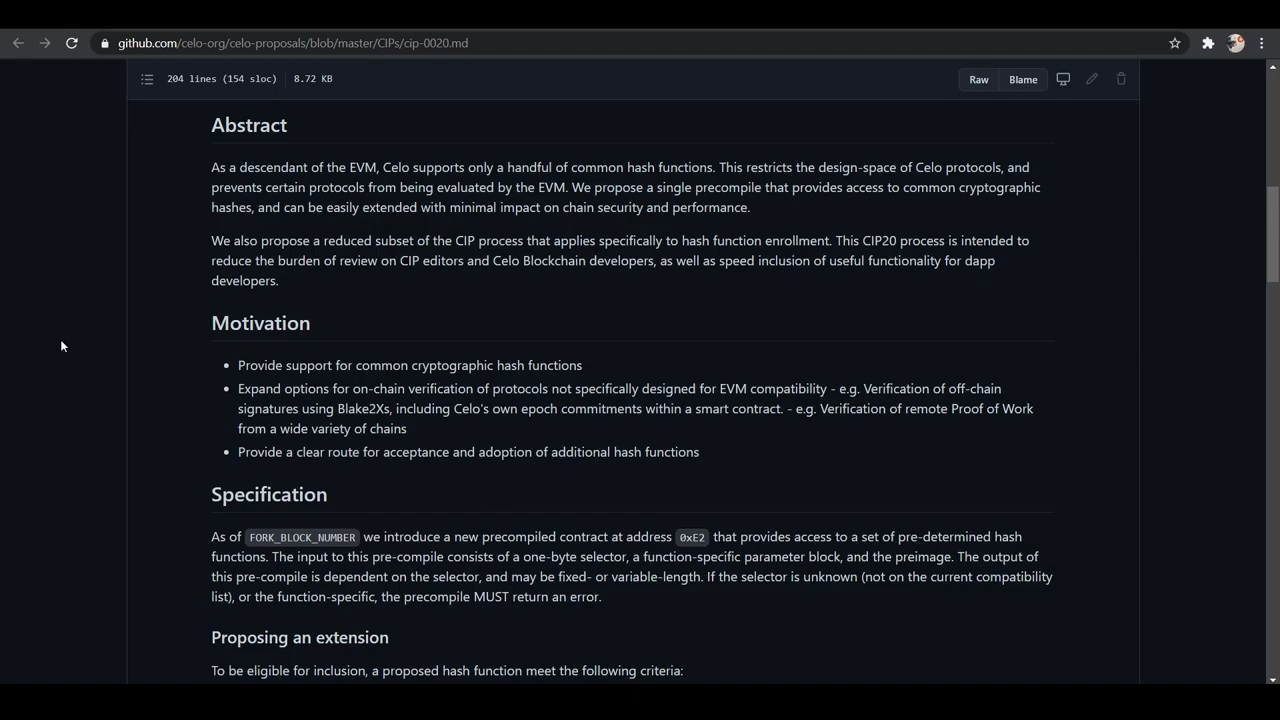 github.com/celo-org/celo-proposals/blob/master/CIPs/cip-0020.md
204 lines (154 sloc) 8.72 KB
Raw Blame
Abstract
As a descendant of the EVM, Celo supports only a handful of common hash functions. This restricts the design-space of Celo protocols, and
prevents certain protocols from being evaluated by the EVM. We propose a single precompile that provides access to common cryptographic
hashes, and can be easily extended with minimal impact on chain security and performance.
We also propose a reduced subset of the CIP process that applies specifically to hash function enrollment. This CIP20 process is intended to
reduce the burden of review on CIP editors and Celo Blockchain developers, as well as speed inclusion of useful functionality for dapp
developers.
Motivation
• Provide support for common cryptographic hash functions
• Expand options for on-chain verification of protocols not specifically designed for EVM compatibility - e.g. Verification of off-chain
signatures using Blake2Xs, including Celo's own epoch commitments within a smart contract. - e.g. Verification of remote Proof of Work
from a wide variety of chains
• Provide a clear route for acceptance and adoption of additional hash functions
Specification
As of FORK_BLOCK_NUMBER we introduce a new precompiled contract at address 0xE2 that provides access to a set of pre-determined hash
functions. The input to this pre-compile consists of a one-byte selector, a function-specific parameter block, and the preimage. The output of
this pre-compile is dependent on the selector, and may be fixed- or variable-length. If the selector is unknown (not on the current compatibility
list), or the function-specific, the precompile MUST return an error.
Proposing an extension
To be eligible for inclusion, a proposed hash function meet the following criteria: